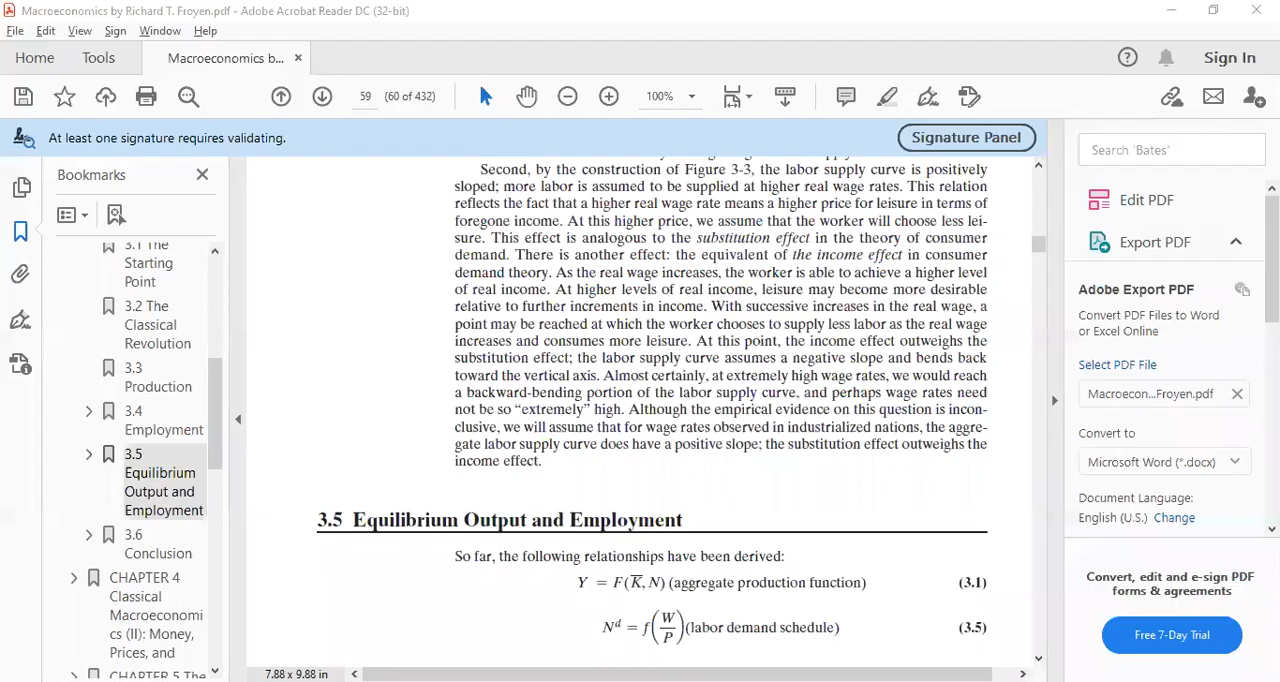 Macroeconomics by Richard T. Froyen.pdf - Adobe Acrobat Reader DC (32-bit)
File Edit View Sign Window Help
Home Tools Macroeconomics b... ×
Sign In
59 (60 of 432) 100%
At least one signature requires validating.
Signature Panel
Bookmarks
3.1 The
Starting
Point
3.2 The
Classical
Revolution
3.3
Production
3.4
Employment
3.5
Equilibrium
Output and
Employment
3.6
Conclusion
CHAPTER 4
Classical
Macroeconomi
cs (II): Money,
Prices, and
CHAPTER 5 The
Second, by the construction of Figure 3-3, the labor supply curve is positively
sloped; more labor is assumed to be supplied at higher real wage rates. This relation
reflects the fact that a higher real wage rate means a higher price for leisure in terms of
foregone income. At this higher price, we assume that the worker will choose less lei-
sure. This effect is analogous to the substitution effect in the theory of consumer
demand. There is another effect: the equivalent of the income effect in consumer
demand theory. As the real wage increases, the worker is able to achieve a higher level
of real income. At higher levels of real income, leisure may become more desirable
relative to further increments in income. With successive increases in the real wage, a
point may be reached at which the worker chooses to supply less labor as the real wage
increases and consumes more leisure. At this point, the income effect outweighs the
substitution effect; the labor supply curve assumes a negative slope and bends back
toward the vertical axis. Almost certainly, at extremely high wage rates, we would reach
a backward-bending portion of the labor supply curve, and perhaps wage rates need
not be so “extremely” high. Although the empirical evidence on this question is incon-
clusive, we will assume that for wage rates observed in industrialized nations, the aggre-
gate labor supply curve does have a positive slope; the substitution effect outweighs the
income effect.
3.5 Equilibrium Output and Employment
So far, the following relationships have been derived:
Y = F(K̅, N) (aggregate production function) (3.1)
Nᵈ = f(W/P) (labor demand schedule) (3.5)
7.88 x 9.88 in
Search 'Bates'
Edit PDF
Export PDF
Adobe Export PDF
Convert PDF Files to Word
or Excel Online
Select PDF File
Macroecon...Froyen.pdf ×
Convert to
Microsoft Word (*.docx)
Document Language:
English (U.S.) Change
Convert, edit and e-sign PDF
forms & agreements
Free 7-Day Trial